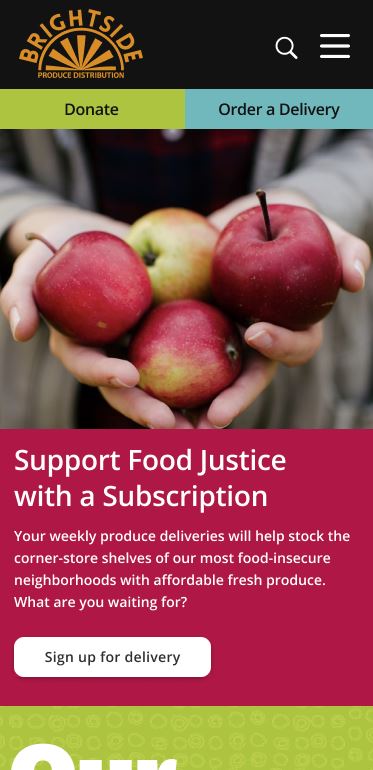 BRIGHTSIDE
PRODUCE DISTRIBUTION
Donate
Order a Delivery
Support Food Justice
with a Subscription
Your weekly produce deliveries will help stock the
corner-store shelves of our most food-insecure
neighborhoods with affordable fresh produce.
What are you waiting for?
Sign up for delivery
Our